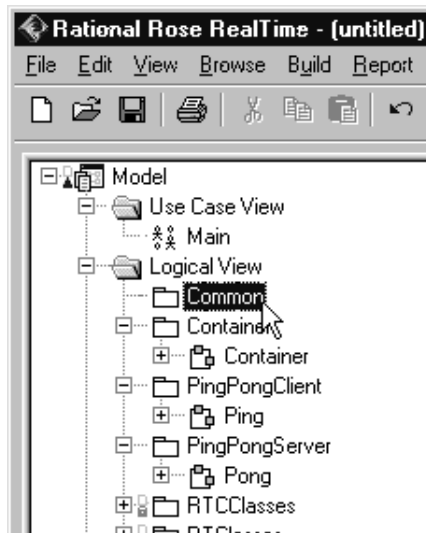 Rational Rose RealTime - (untitled)
File Edit View Browse Build Report
Model
Use Case View
Main
Logical View
Common
Container
Container
PingPongClient
Ping
PingPongServer
Pong
RTCClasses
RTClasses